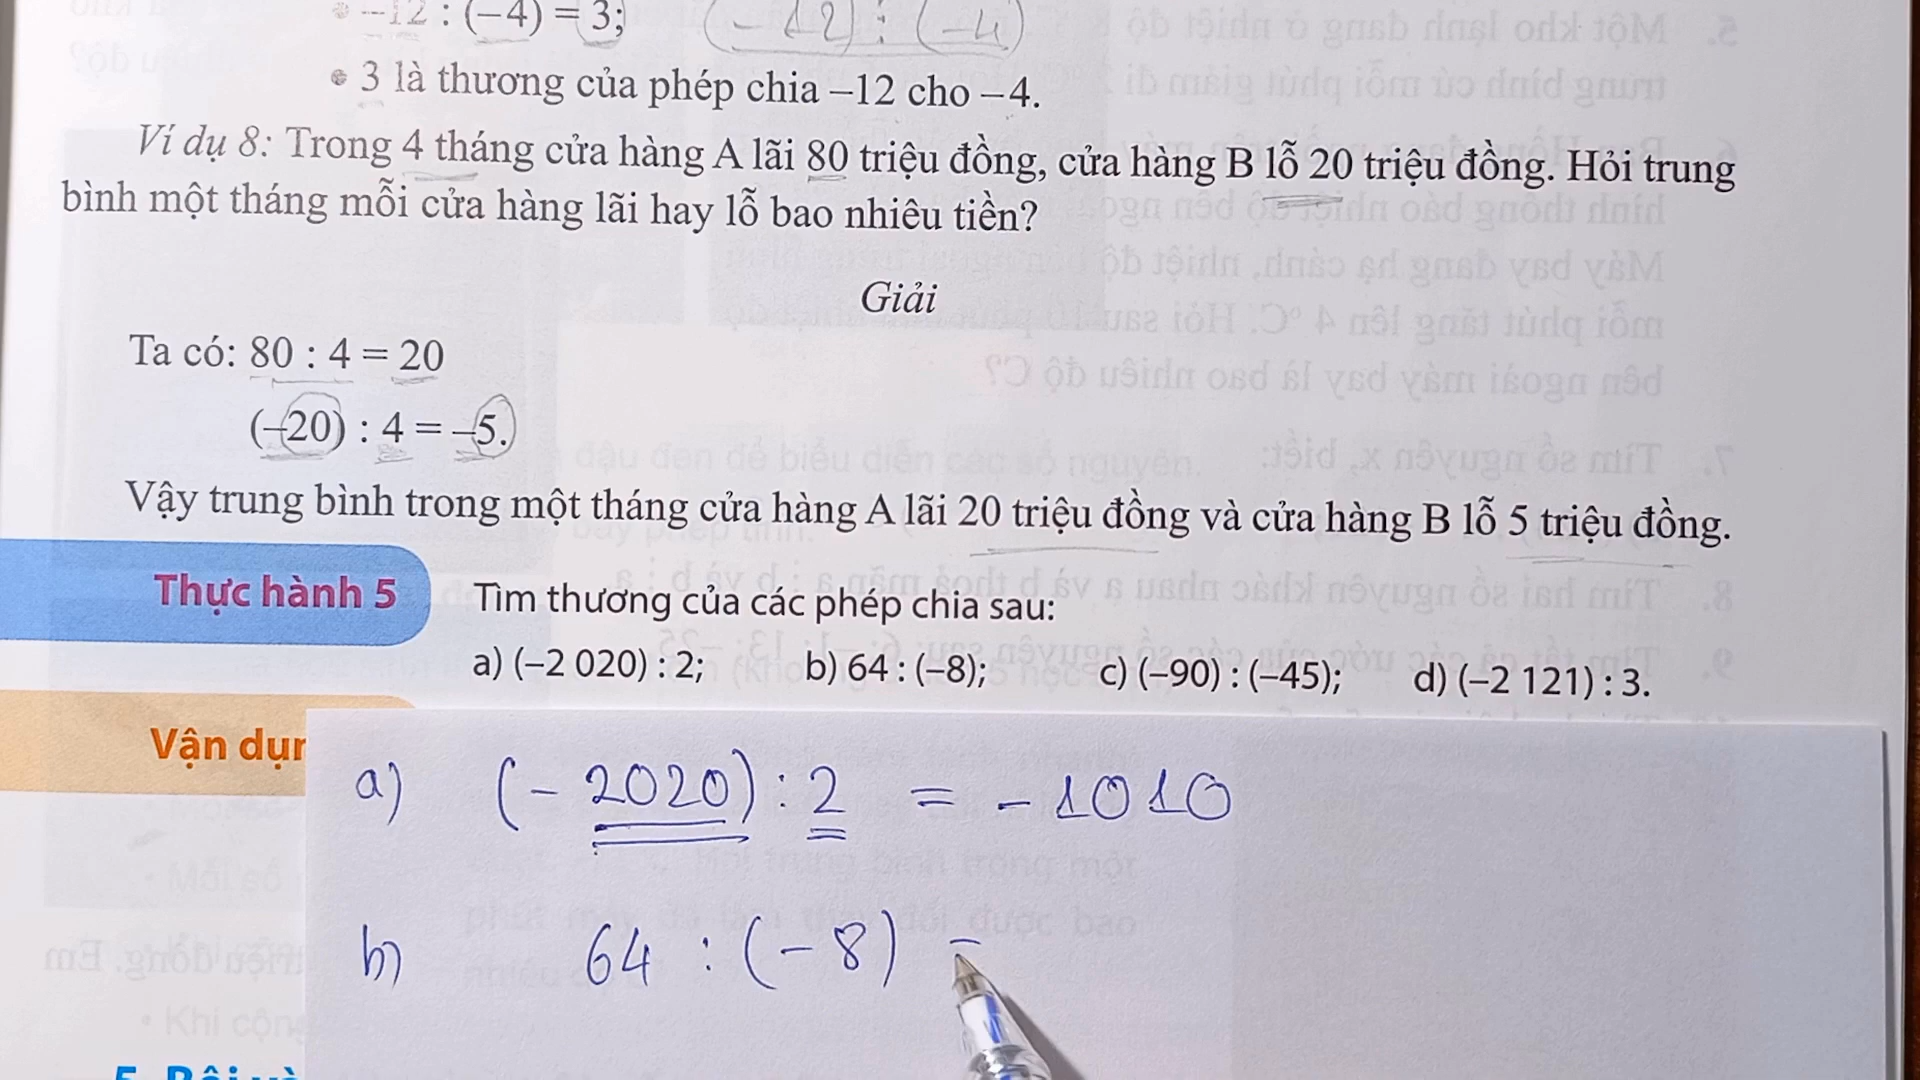 −12 : (−4) = 3; (−12) : (−4)
• 3 là thương của phép chia −12 cho −4.
Ví dụ 8: Trong 4 tháng cửa hàng A lãi 80 triệu đồng, cửa hàng B lỗ 20 triệu đồng. Hỏi trung
bình một tháng mỗi cửa hàng lãi hay lỗ bao nhiêu tiền?
Giải
Ta có: 80 : 4 = 20
(−20) : 4 = −5.
Vậy trung bình trong một tháng cửa hàng A lãi 20 triệu đồng và cửa hàng B lỗ 5 triệu đồng.
Thực hành 5
Tìm thương của các phép chia sau:
a) (−2 020) : 2; b) 64 : (−8); c) (−90) : (−45); d) (−2 121) : 3.
Vận dụn
a) (− 2020) : 2 = − 1010
b) 64 : (− 8) =
• Khi cộng